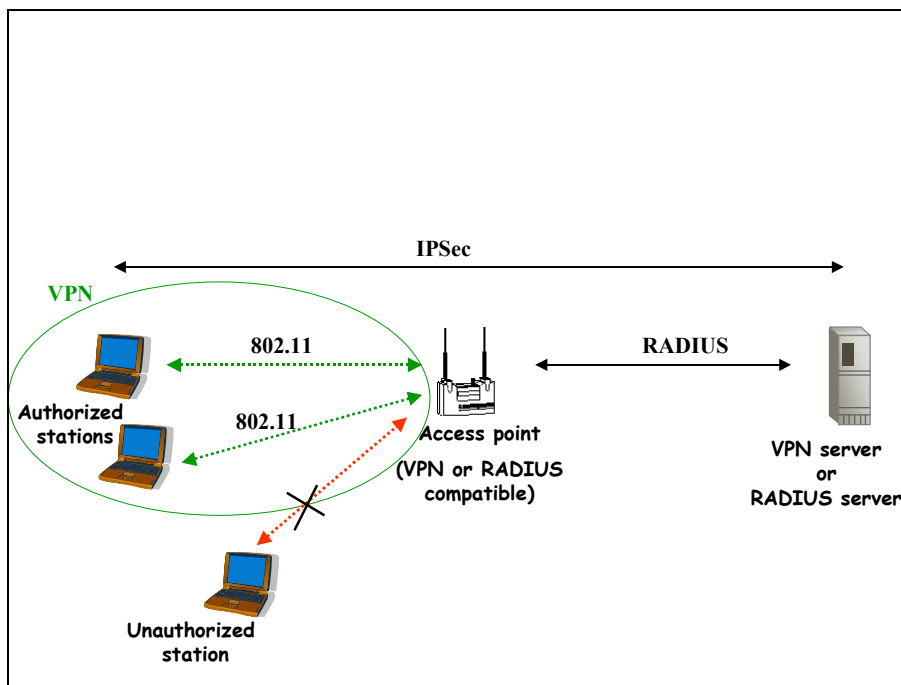 IPSec
VPN
802.11
RADIUS
Authorized
stations
802.11
Access point
(VPN or RADIUS
compatible)
VPN server
or
RADIUS server
Unauthorized
station